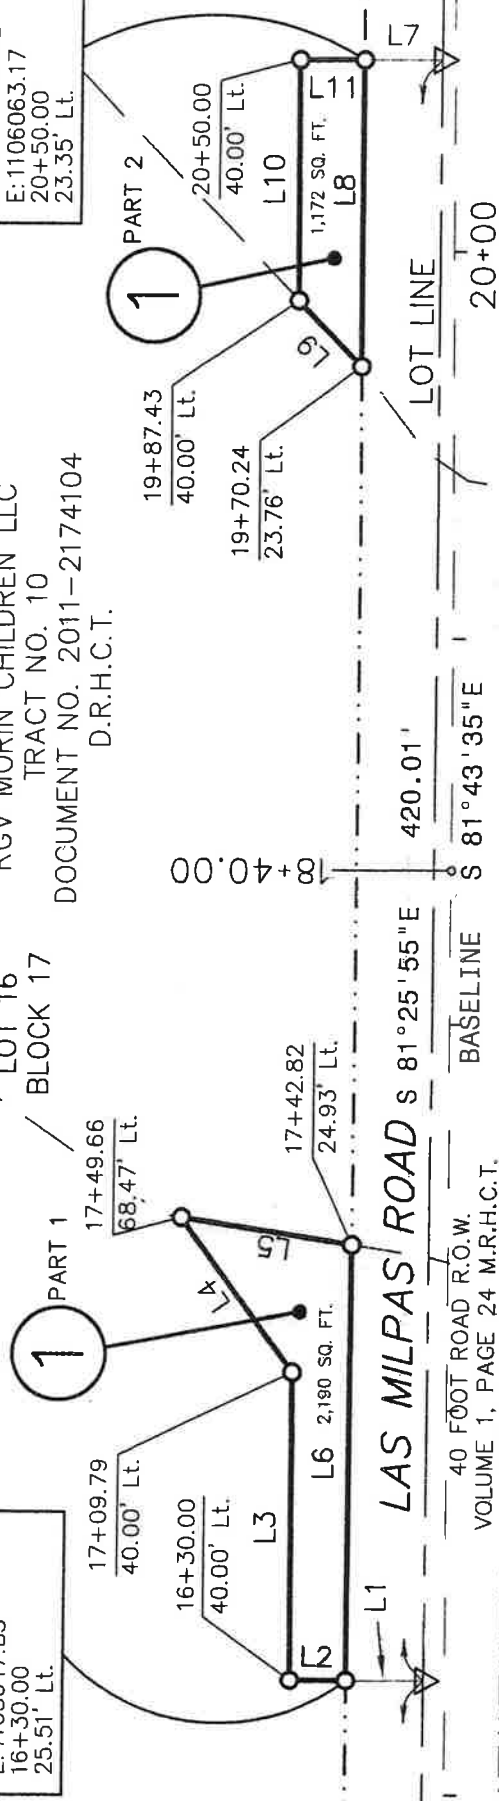 16+30.00
25.51' Lt.
LOT 16
BLOCK 17
RGV MORIN CHILDREN LLC
TRACT NO. 10
DOCUMENT NO. 2011-2174104
D.R.H.C.T.
E:1106063.17
20+50.00
23.35' Lt.
1
PART 1
17+09.79
40.00' Lt.
16+30.00
40.00' Lt.
17+49.66
68.47' Lt.
17+42.82
24.93' Lt.
L1
L2
L3
L4
L5
L6
2,190 SQ. FT.
18+40.00
1
PART 2
19+87.43
40.00' Lt.
19+70.24
23.76' Lt.
20+50.00
40.00' Lt.
L7
L8
L9
L10
L11
1,172 SQ. FT.
LAS MILPAS ROAD
S 81°25'55"E
420.01'
LOT LINE
40 FOOT ROAD R.O.W.
VOLUME 1, PAGE 24 M.R.H.C.T.
BASELINE
S 81°43'35"E
20+00